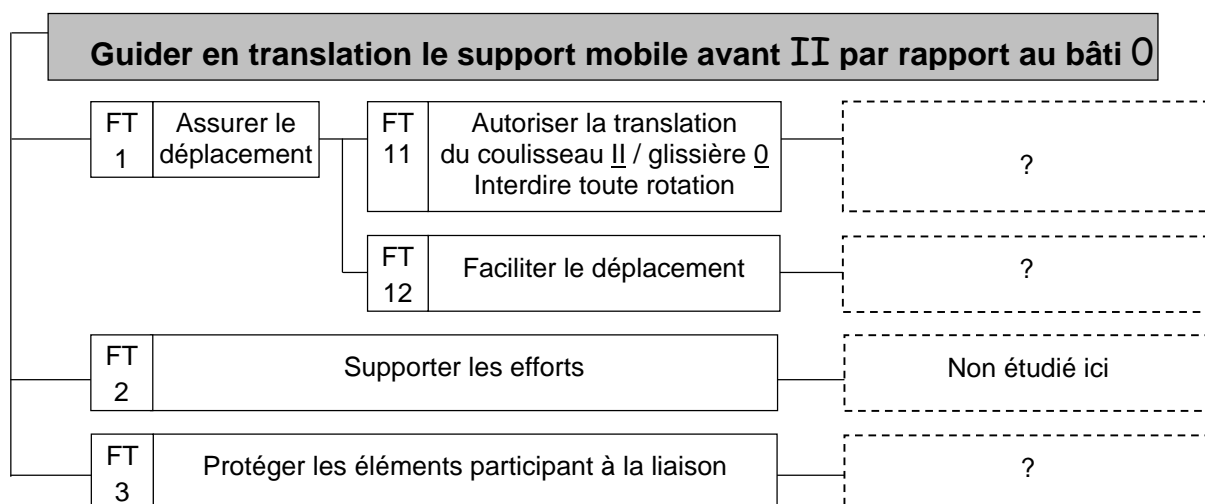 Guider en translation le support mobile avant II par rapport au bâti 0
FT
1
Assurer le
déplacement
FT
11
Autoriser la translation
du coulisseau II / glissière 0
Interdire toute rotation
?
FT
12
Faciliter le déplacement
?
FT
2
Supporter les efforts
Non étudié ici
FT
3
Protéger les éléments participant à la liaison
?